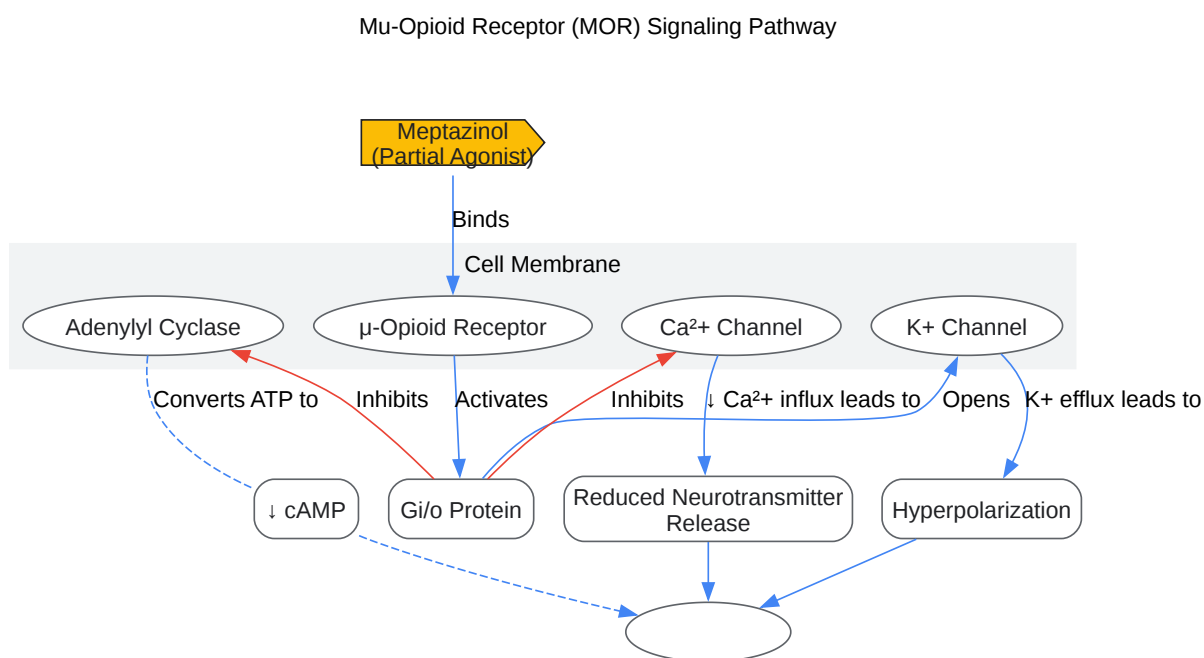 Mu-Opioid Receptor (MOR) Signaling Pathway
Meptazinol
(Partial Agonist)
Binds
Cell Membrane
Adenylyl Cyclase
μ-Opioid Receptor
Ca²+ Channel
K+ Channel
Converts ATP to
Inhibits
Activates
Inhibits
↓ Ca²+ influx leads to
Opens
K+ efflux leads to
↓ cAMP
Gi/o Protein
Reduced Neurotransmitter
Release
Hyperpolarization